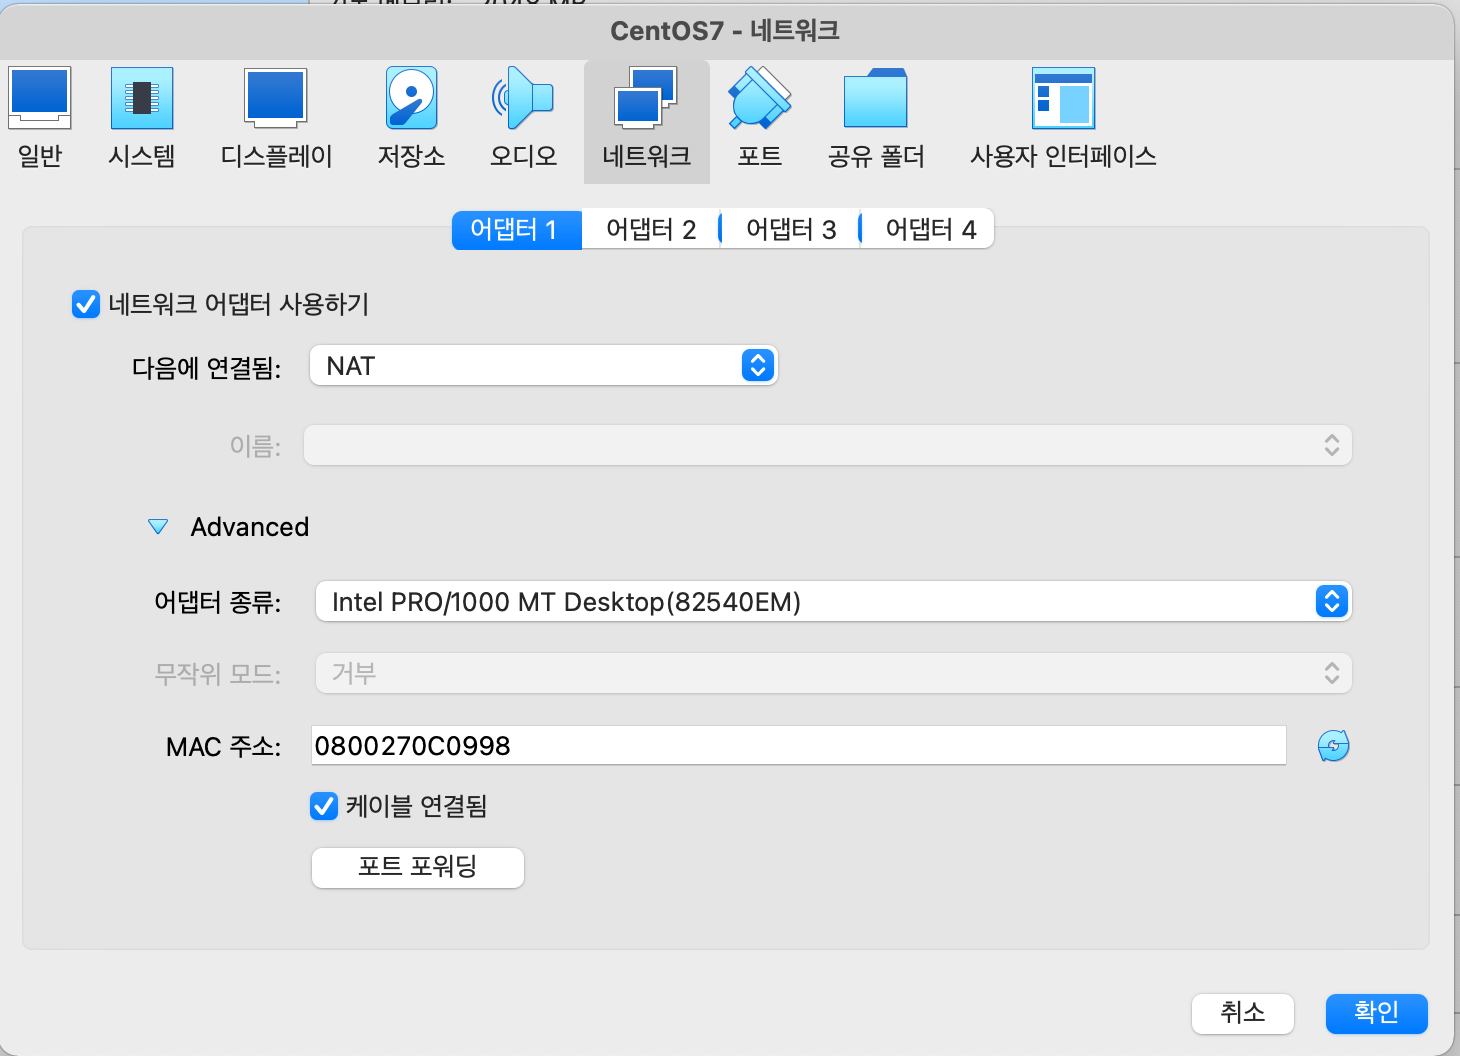 CentOS7 - 네트워크
일반 시스템 디스플레이 저장소 오디오 네트워크 포트 공유 폴더 사용자 인터페이스
어댑터 1 어댑터 2 어댑터 3 어댑터 4
네트워크 어댑터 사용하기
다음에 연결됨: NAT
이름:
Advanced
어댑터 종류: Intel PRO/1000 MT Desktop(82540EM)
무작위 모드: 거부
MAC 주소: 0800270C0998
케이블 연결됨
포트 포워딩
취소 확인